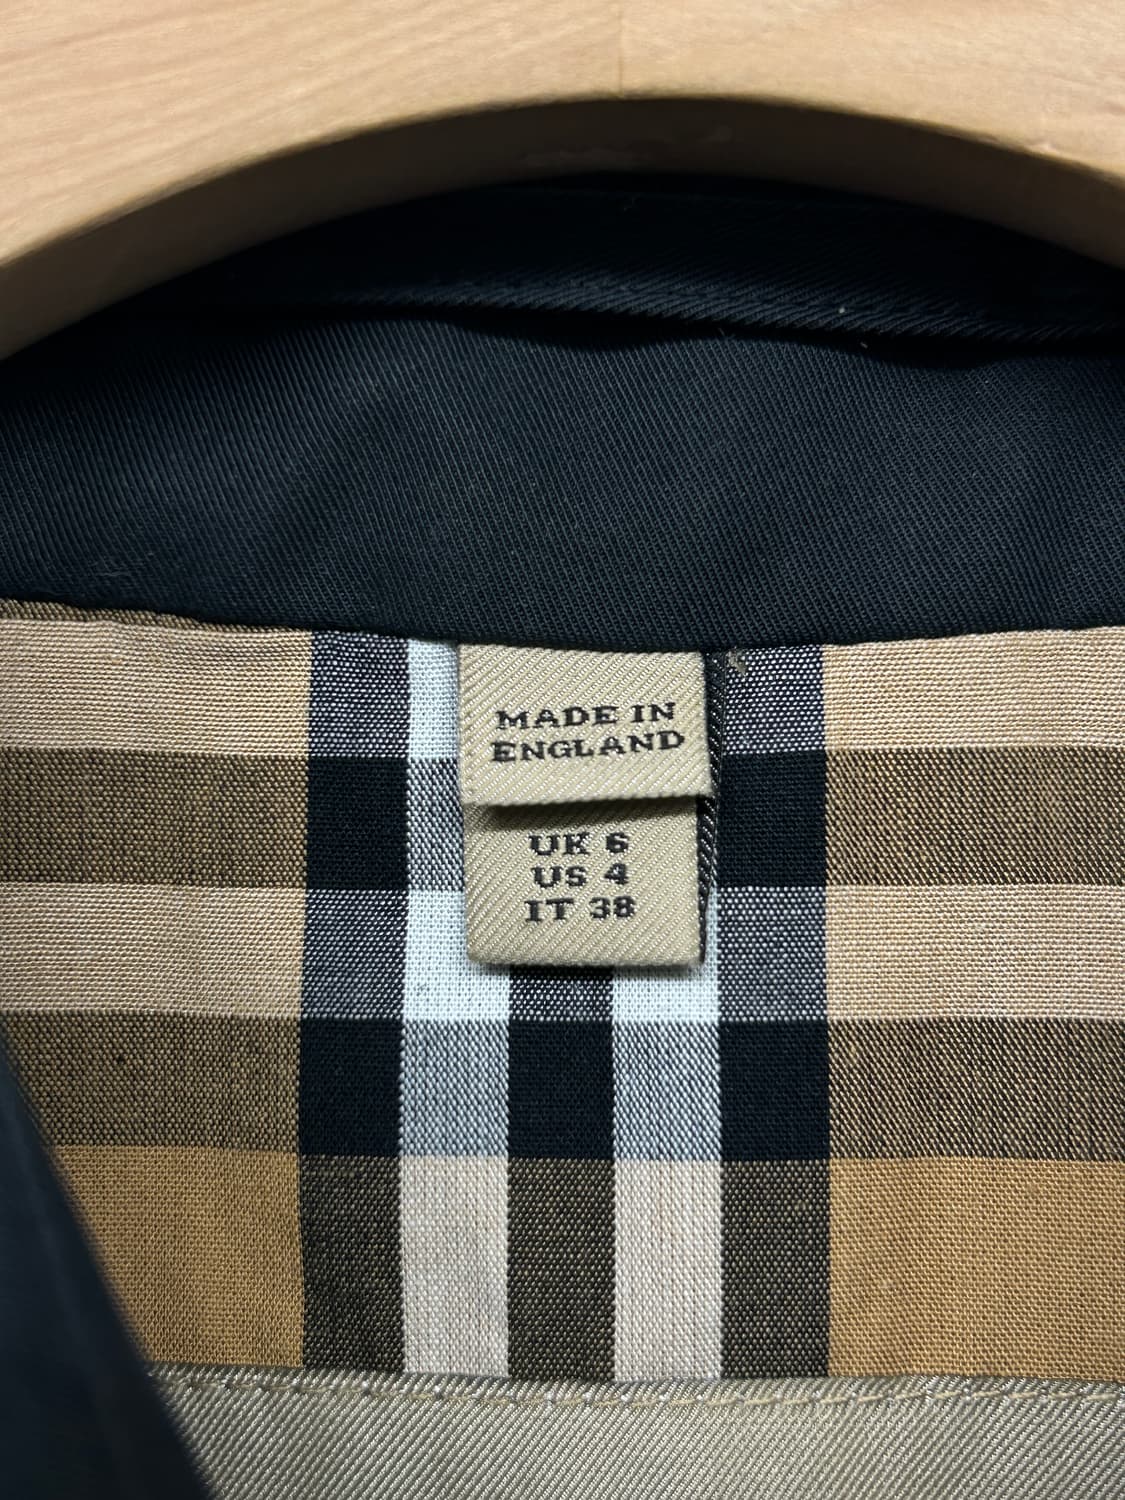 MADE IN
ENGLAND
UK 6
US 4
IT 38